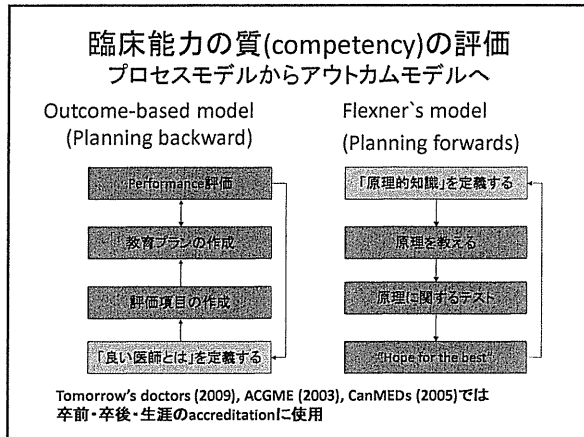 臨床能力の質(competency)の評価
プロセスモデルからアウトカムモデルへ
Outcome-based model
(Planning backward)
Performance評価
教育プランの作成
評価項目の作成
「良い医師とは」を定義する
Flexner`s model
(Planning forwards)
「原理的知識」を定義する
原理を教える
原理に関するテスト
"Hope for the best"
Tomorrow's doctors (2009), ACGME (2003), CanMEDs (2005)では
卒前・卒後・生涯のaccreditationに使用